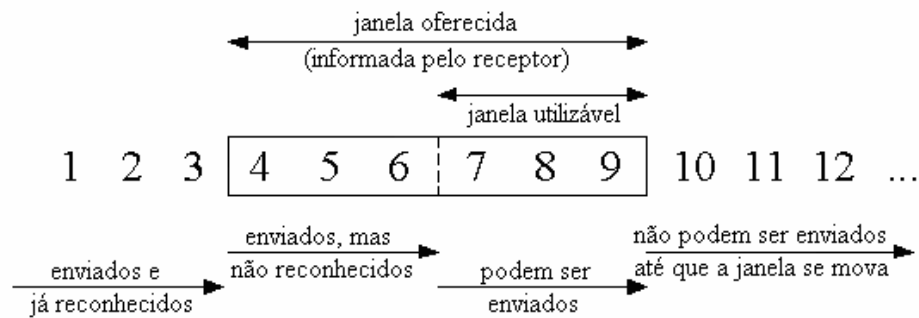 janela oferecida
(informada pelo receptor)
janela utilizável
1 2 3 4 5 6 7 8 9 10 11 12 ...
enviados e
já reconhecidos
enviados, mas
não reconhecidos
podem ser
enviados
não podem ser enviados
até que a janela se mova